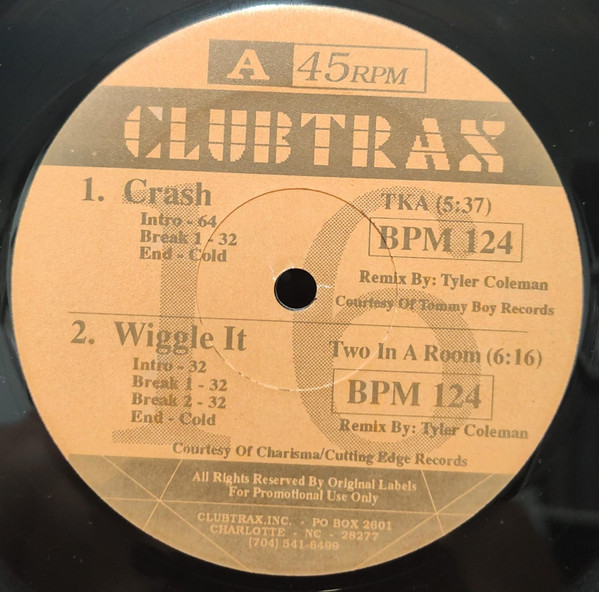 A 45RPM
CLUBTRAX
1. Crash
TKA (5:37)
Intro - 64
Break 1 - 32
End - Cold
BPM 124
Remix By: Tyler Coleman
Courtesy Of Tommy Boy Records
16
2. Wiggle It
Two In A Room (6:16)
Intro - 32
Break 1 - 32
Break 2 - 32
End - Cold
BPM 124
Remix By: Tyler Coleman
Courtesy Of Charisma/Cutting Edge Records
All Rights Reserved By Original Labels
For Promotional Use Only
CLUBTRAX,INC. - PO BOX 2601
CHARLOTTE - NC - 28277
(704) 541-6499